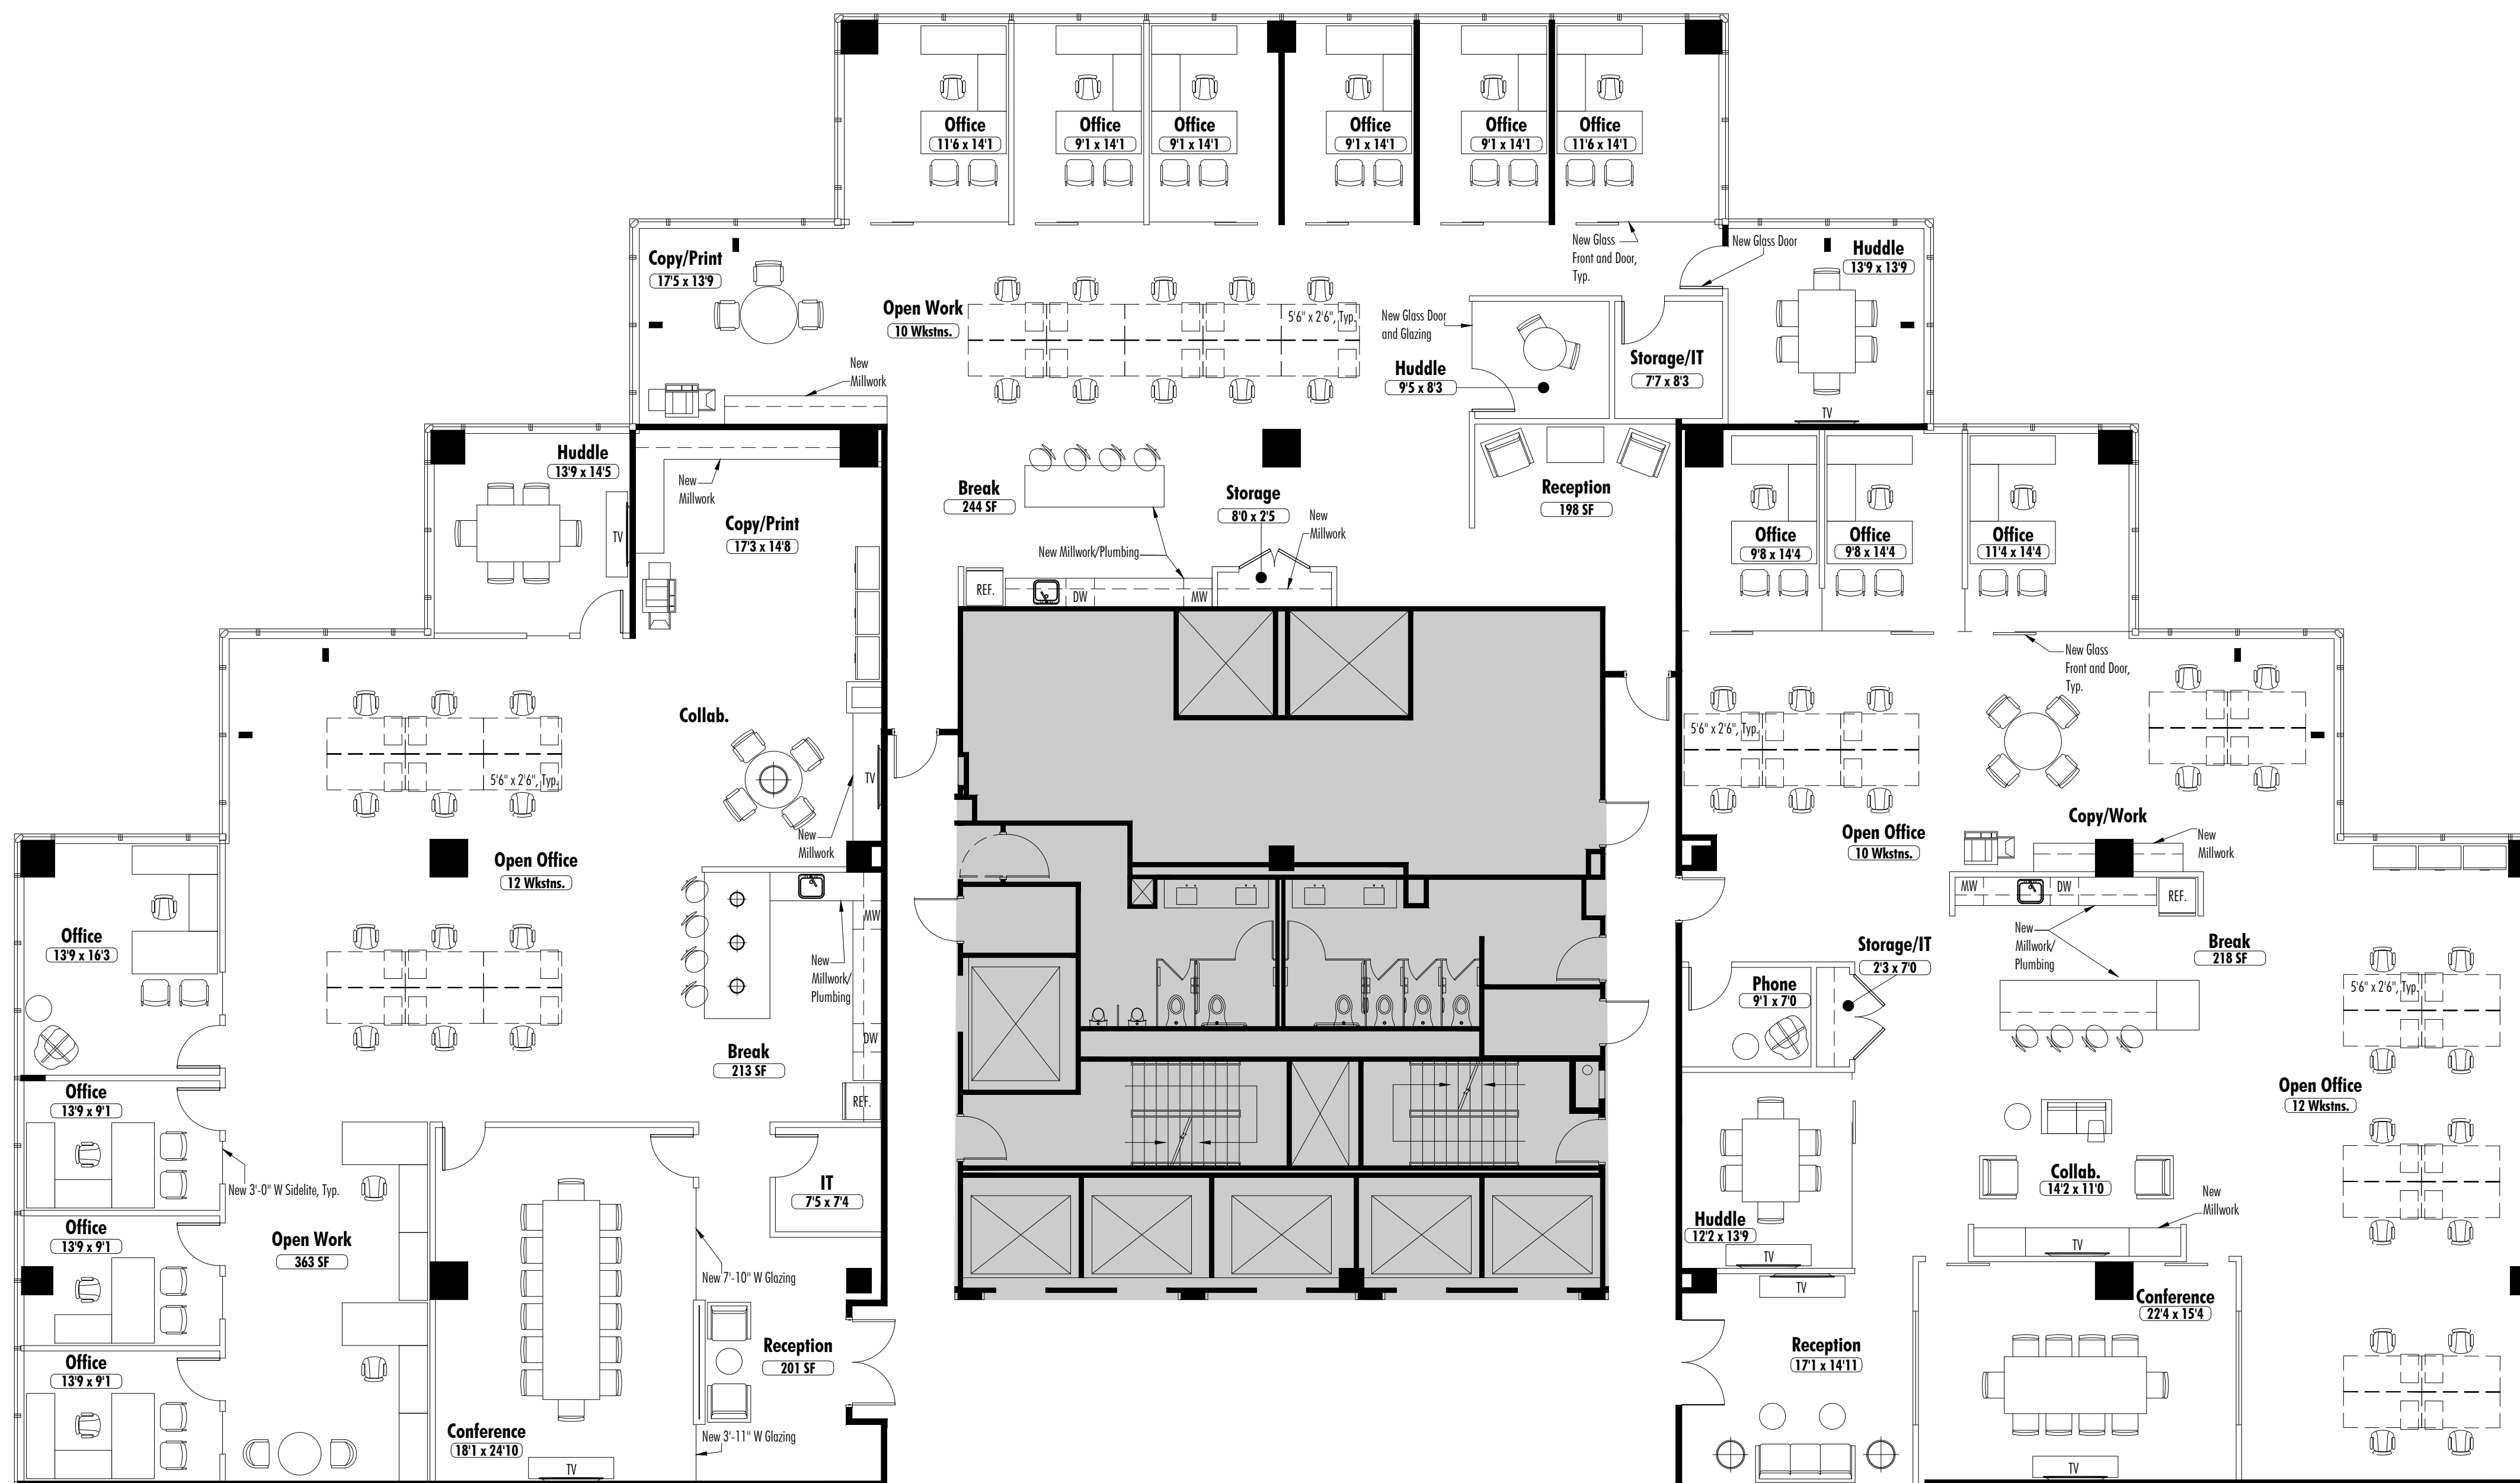 Office
11'6 x 14'1
Office
9'1 x 14'1
Office
9'1 x 14'1
Office
9'1 x 14'1
Office
9'1 x 14'1
Office
11'6 x 14'1
Copy/Print
17'5 x 13'9
New Glass
Front and Door,
Typ.
New Glass Door
Huddle
13'9 x 13'9
Open Work
10 Wkstns.
5'6" x 2'6", Typ.
New Glass Door
and Glazing
Huddle
9'5 x 8'3
Storage/IT
7'7 x 8'3
New
Millwork
TV
Huddle
13'9 x 14'5
TV
New
Millwork
Copy/Print
17'3 x 14'8
Break
244 SF
Storage
8'0 x 2'5
New
Millwork
New Millwork/Plumbing
REF.
DW
MW
Reception
198 SF
Office
9'8 x 14'4
Office
9'8 x 14'4
Office
11'4 x 14'4
New Glass
Front and Door,
Typ.
Collab.
5'6" x 2'6", Typ.
TV
New
Millwork
5'6" x 2'6", Typ.
Open Office
10 Wkstns.
Copy/Work
New
Millwork
Open Office
12 Wkstns.
MW
New
Millwork/
Plumbing
DW
REF.
Break
213 SF
MW
DW
REF.
New
Millwork/
Plumbing
Break
218 SF
Storage/IT
2'3 x 7'0
Phone
9'1 x 7'0
5'6" x 2'6", Typ.
Office
13'9 x 16'3
Office
13'9 x 9'1
New 3'-0" W Sidelite, Typ.
Office
13'9 x 9'1
Open Work
363 SF
Office
13'9 x 9'1
IT
7'5 x 7'4
New 7'-10" W Glazing
Reception
201 SF
Conference
18'1 x 24'10
New 3'-11" W Glazing
TV
Open Office
12 Wkstns.
Collab.
14'2 x 11'0
New
Millwork
TV
Huddle
12'2 x 13'9
TV
TV
Conference
22'4 x 15'4
Reception
17'1 x 14'11
TV